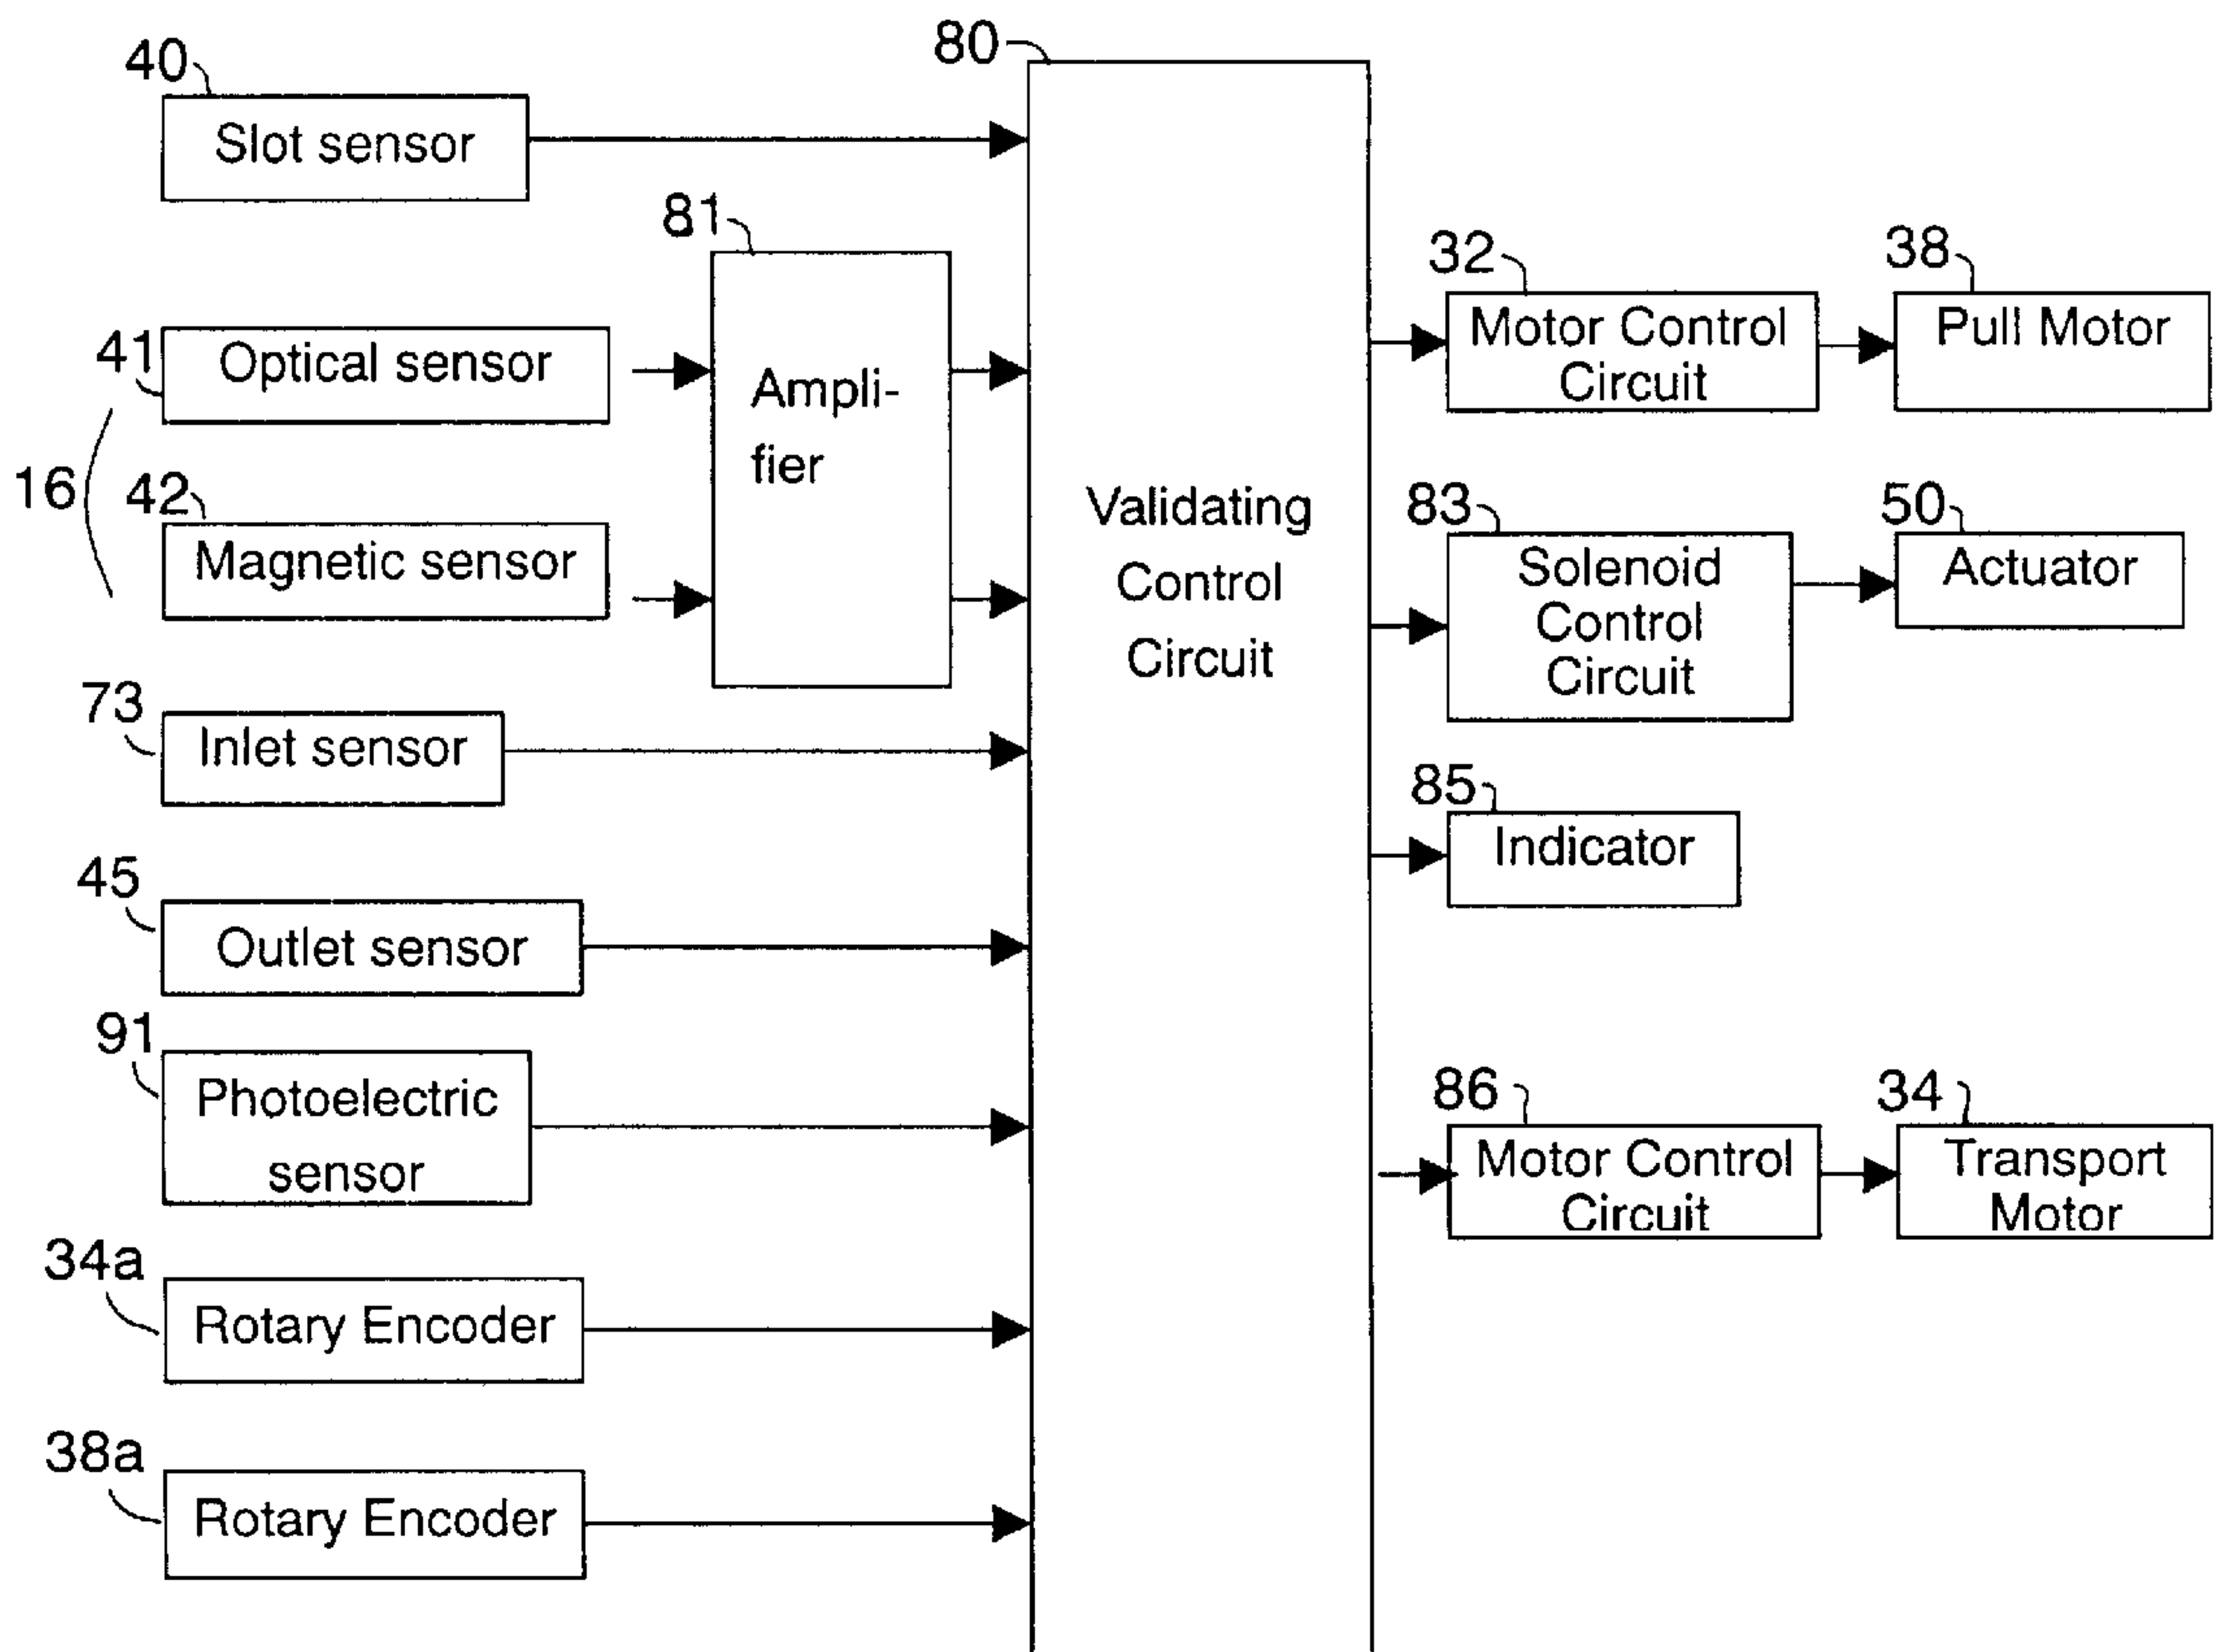 80
40
Slot sensor
81
32
38
Motor Control
Circuit
Pull Motor
41
Optical sensor
Ampli-
fier
16
42
Magnetic sensor
Validating
Control
Circuit
83
50
Solenoid
Control
Circuit
Actuator
73
Inlet sensor
85
Indicator
45
Outlet sensor
91
Photoelectric
sensor
86
34
Motor Control
Circuit
Transport
Motor
34a
Rotary Encoder
38a
Rotary Encoder